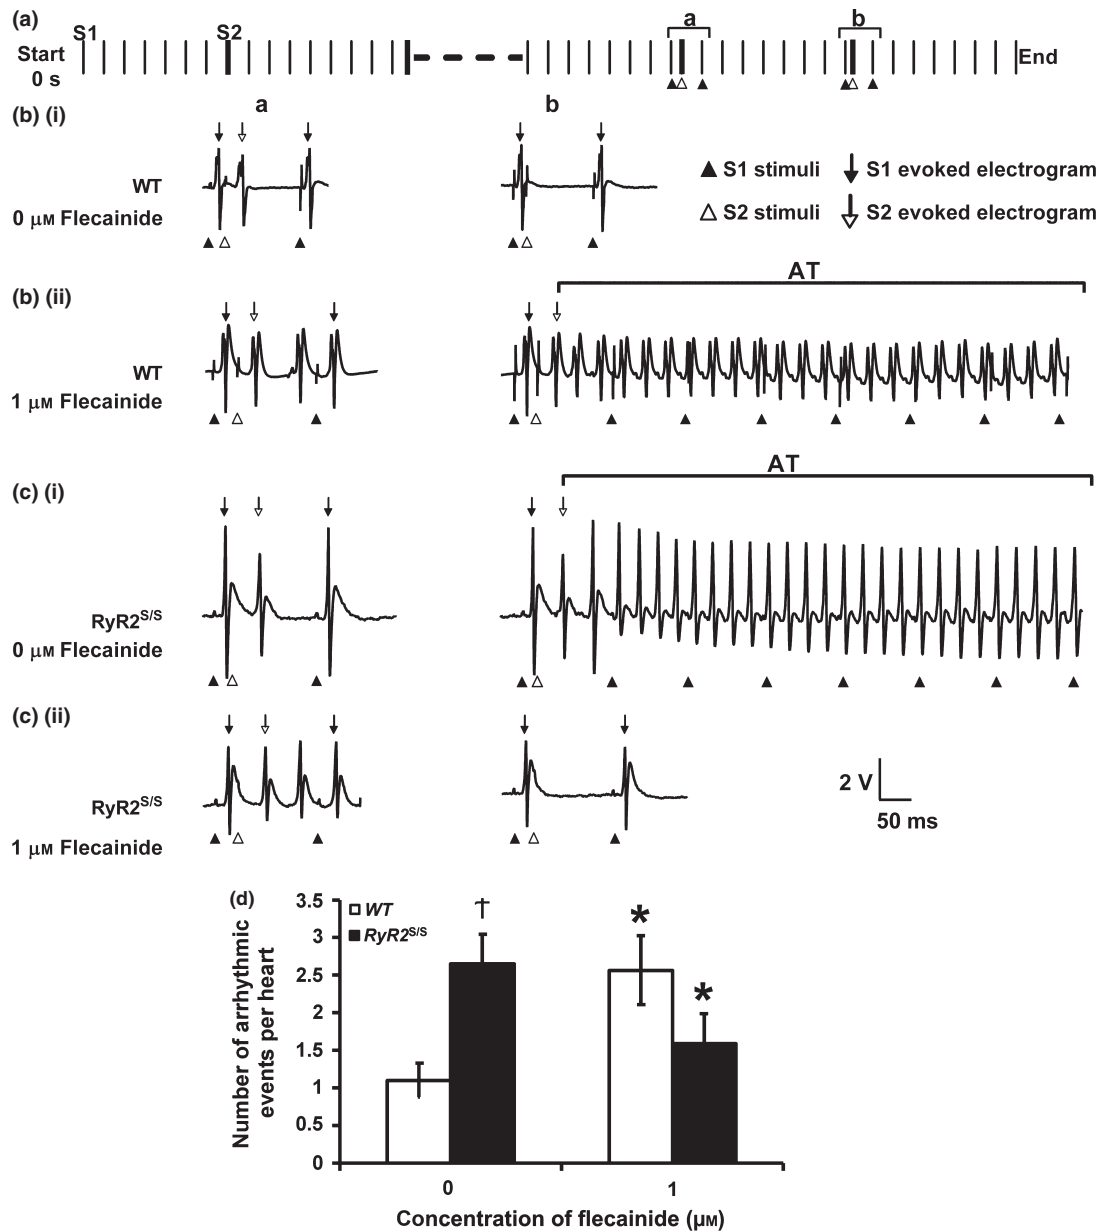 (a)
S1
S2
a
b
Start
0 s
End
a
b
(b) (i)
WT
0 μM Flecainide
▲ S1 stimuli
S1 evoked electrogram
△ S2 stimuli
S2 evoked electrogram
AT
(b) (ii)
WT
1 μM Flecainide
AT
(c) (i)
RyR2S/S
0 μM Flecainide
(c) (ii)
RyR2S/S
1 μM Flecainide
2 V
50 ms
(d)
Number of arrhythmic
events per heart
3.5
3
2.5
2
1.5
1
0.5
0
WT
RyR2S/S
†
*
*
0
1
Concentration of flecainide (μM)